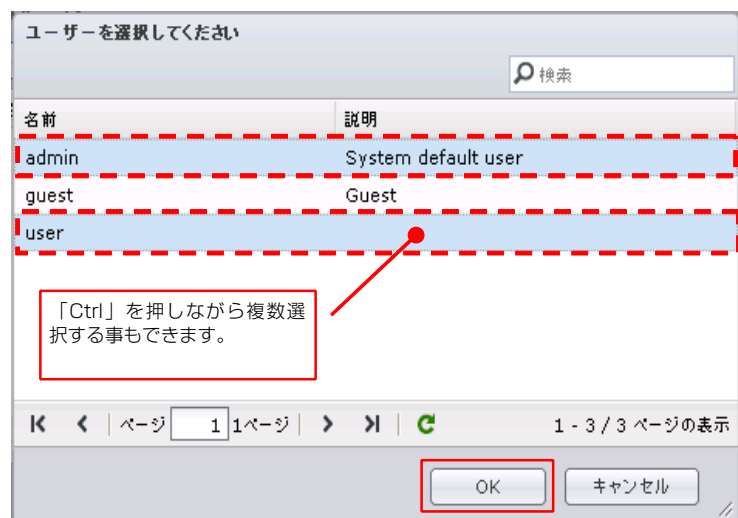 ユーザーを選択してください
検索
名前 説明
admin System default user
guest Guest
user
「Ctrl」を押しながら複数選
択する事もできます。
ページ 1 1ページ 1 - 3 / 3 ページの表示
OK キャンセル